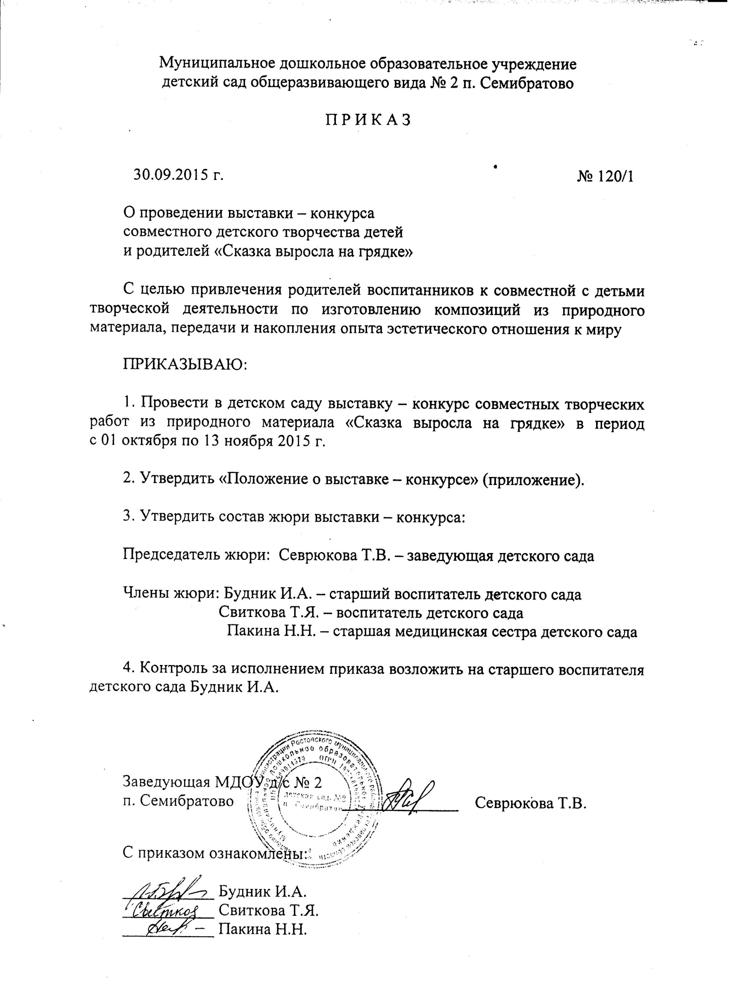 Муниципальное дошкольное образовательное учреждение
детский сад общеразвивающего вида № 2 п. Семибратово
П Р И К А З
30.09.2015 г.
№ 120/1
О проведении выставки – конкурса
совместного детского творчества детей
и родителей «Сказка выросла на грядке»
С целью привлечения родителей воспитанников к совместной с детьми
творческой деятельности по изготовлению композиций из природного
материала, передачи и накопления опыта эстетического отношения к миру
ПРИКАЗЫВАЮ:
1. Провести в детском саду выставку – конкурс совместных творческих
работ из природного материала «Сказка выросла на грядке» в период
с 01 октября по 13 ноября 2015 г.
2. Утвердить «Положение о выставке – конкурсе» (приложение).
3. Утвердить состав жюри выставки – конкурса:
Председатель жюри: Севрюкова Т.В. – заведующая детского сада
Члены жюри: Будник И.А. – старший воспитатель детского сада
Свиткова Т.Я. – воспитатель детского сада
Пакина Н.Н. – старшая медицинская сестра детского сада
4. Контроль за исполнением приказа возложить на старшего воспитателя
детского сада Будник И.А.
Ростовского
дошкольное образовательное учреждение
ОГРН
детский сад №2
Заведующая МДОУ д/с № 2
п. Семибратово
Севрюкова Т.В.
С приказом ознакомлены:
Будник И.А.
Свиткова Т.Я.
Пакина Н.Н.